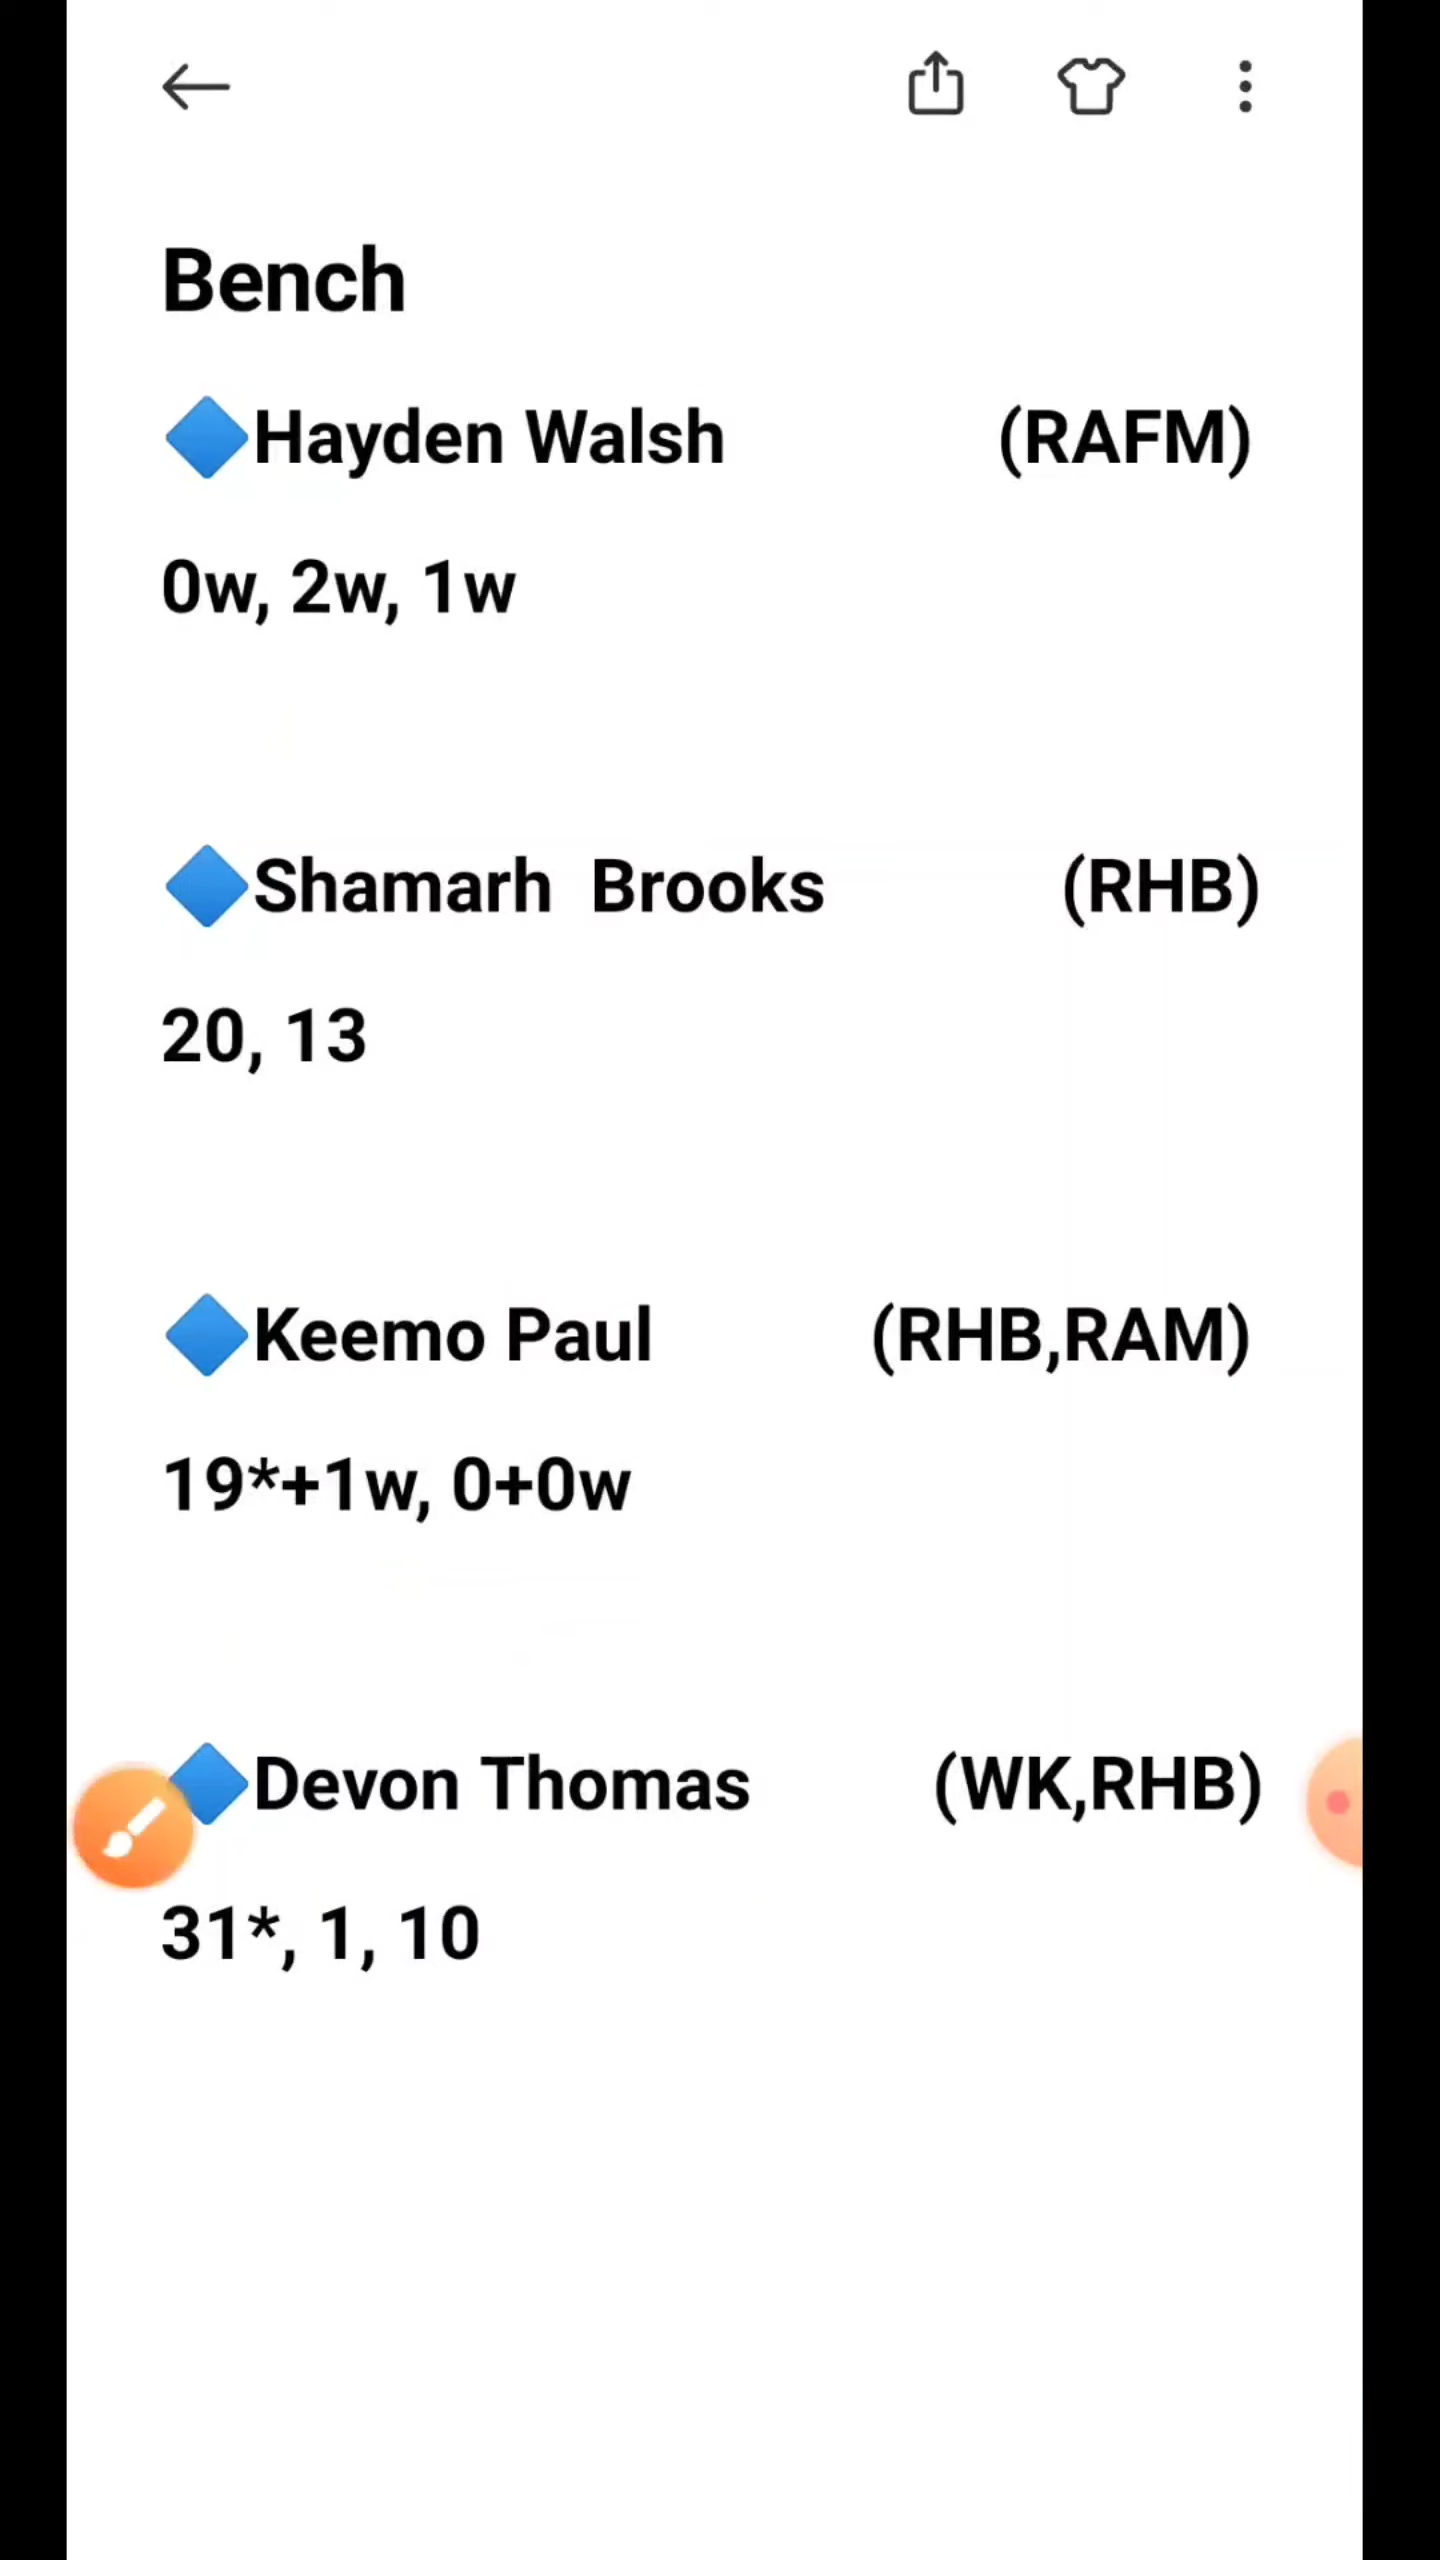 Bench
🔷Hayden Walsh (RAFM)
0w, 2w, 1w
🔷Shamarh Brooks (RHB)
20, 13
🔷Keemo Paul (RHB,RAM)
19*+1w, 0+0w
🔷Devon Thomas (WK,RHB)
31*, 1, 10